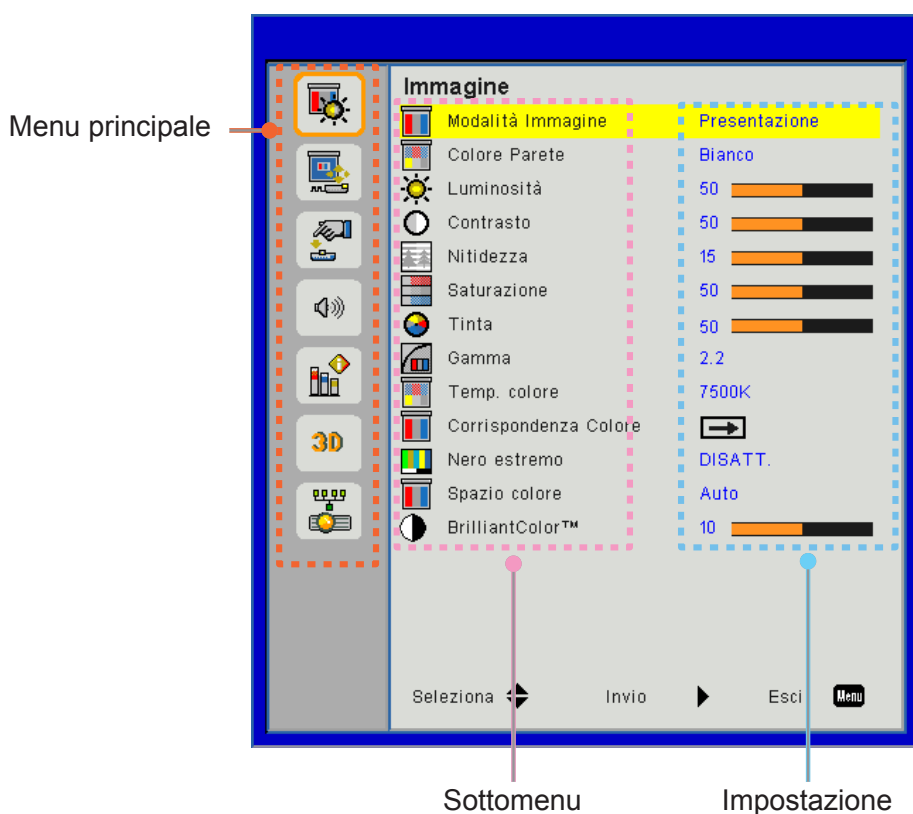 Menu principale
Immagine
Modalità Immagine Presentazione
Colore Parete Bianco
Luminosità 50
Contrasto 50
Nitidezza 15
Saturazione 50
Tinta 50
Gamma 2.2
Temp. colore 7500K
Corrispondenza Colore
Nero estremo DISATT.
3D
Spazio colore Auto
BrilliantColor™ 10
Seleziona Invio Esci Menu
Sottomenu Impostazione